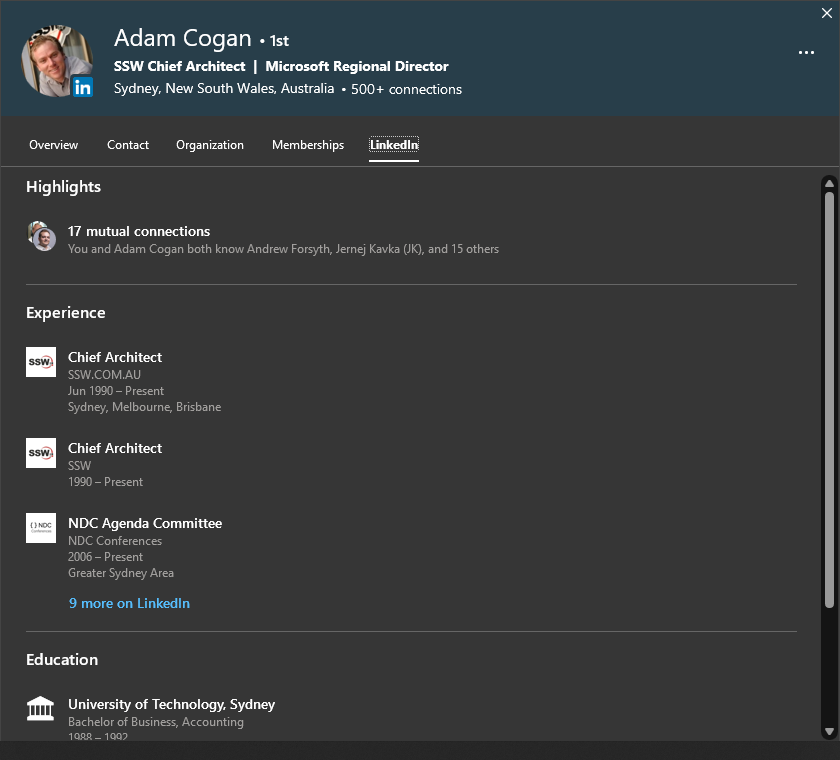 Adam Cogan • 1st
SSW Chief Architect | Microsoft Regional Director
in
Sydney, New South Wales, Australia • 500+ connections
Overview Contact Organization Memberships LinkedIn
Highlights
17 mutual connections
You and Adam Cogan both know Andrew Forsyth, Jernej Kavka (JK), and 15 others
Experience
SSW
Chief Architect
SSW.COM.AU
Jun 1990 – Present
Sydney, Melbourne, Brisbane
SSW
Chief Architect
SSW
1990 – Present
NDC
Conferences
NDC Agenda Committee
NDC Conferences
2006 – Present
Greater Sydney Area
9 more on LinkedIn
Education
University of Technology, Sydney
Bachelor of Business, Accounting
1988 – 1992